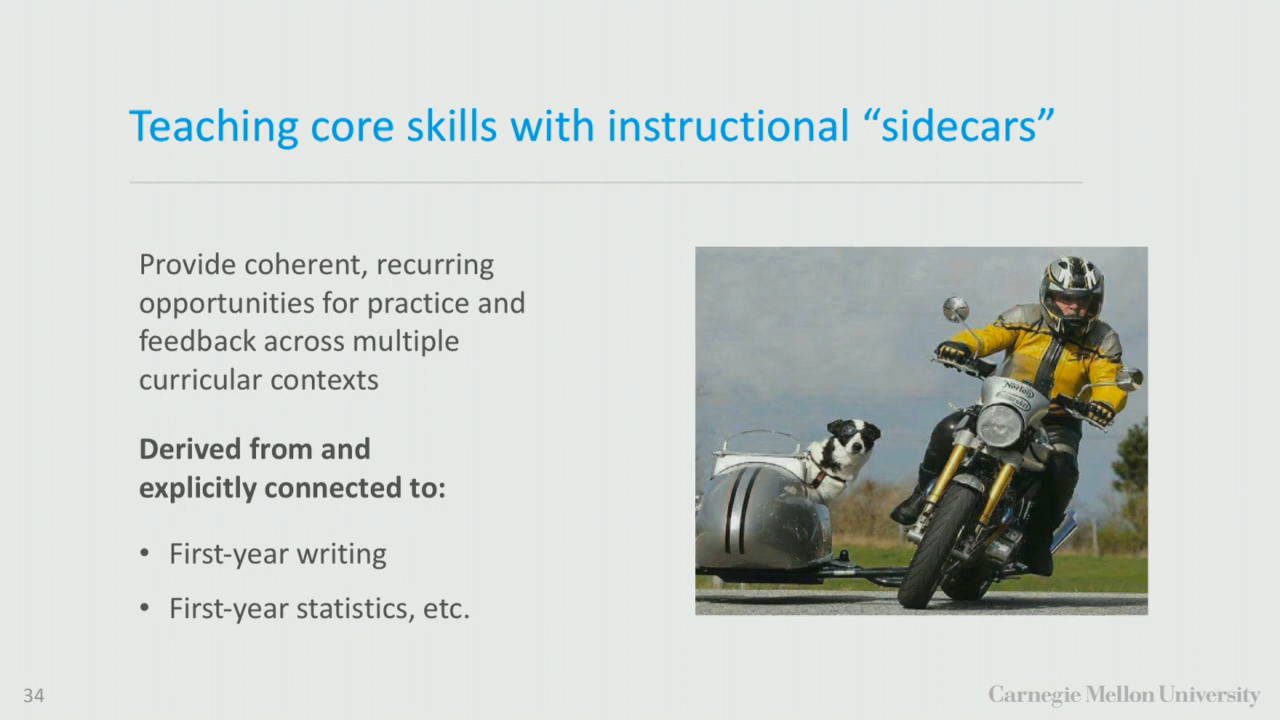 Teaching core skills with instructional “sidecars”
Provide coherent, recurring
opportunities for practice and
feedback across multiple
curricular contexts
Derived from and
explicitly connected to:
• First-year writing
• First-year statistics, etc.
Norton
34
Carnegie Mellon University